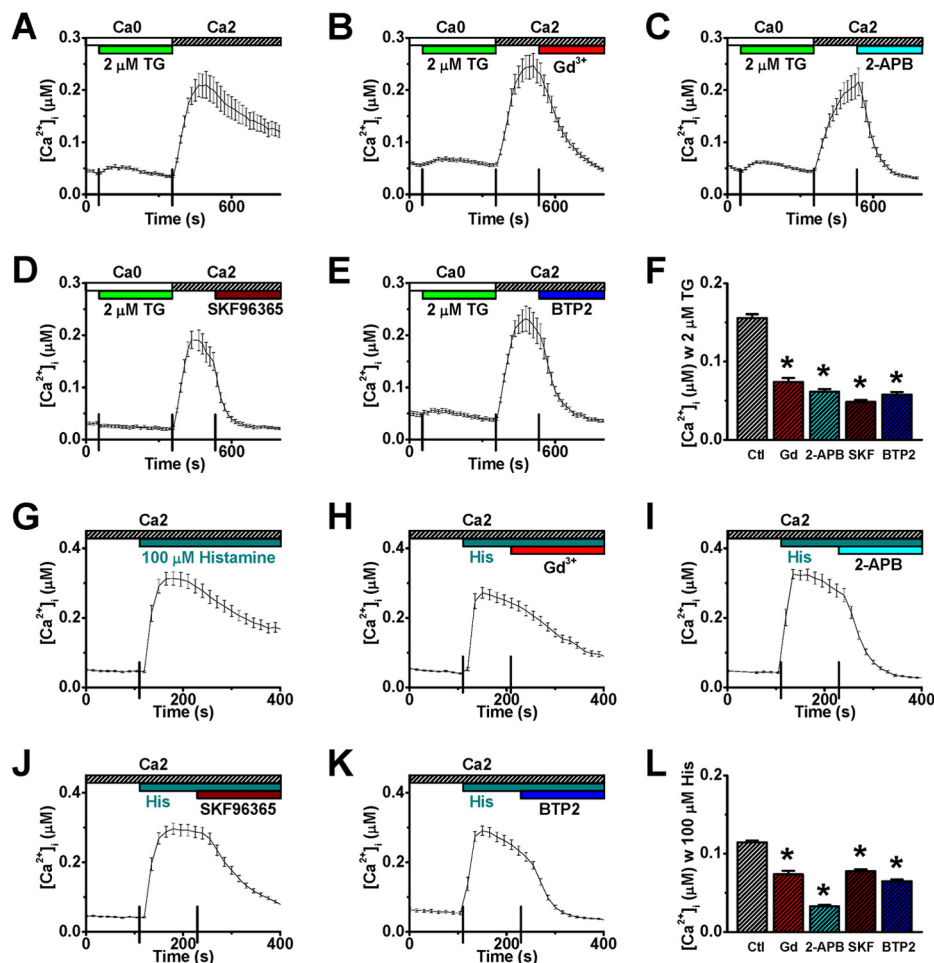 A
Ca0 Ca2
0.3
0.2
0.1
0.0
2 μM TG
[Ca²⁺]ᵢ (μM)
0 600
Time (s)
B
Ca0 Ca2
0.3
0.2
0.1
0.0
2 μM TG Gd³⁺
[Ca²⁺]ᵢ (μM)
0 600
Time (s)
C
Ca0 Ca2
0.3
0.2
0.1
0.0
2 μM TG 2-APB
[Ca²⁺]ᵢ (μM)
0 600
Time (s)
D
Ca0 Ca2
0.3
0.2
0.1
0.0
2 μM TG SKF96365
[Ca²⁺]ᵢ (μM)
0 600
Time (s)
E
Ca0 Ca2
0.3
0.2
0.1
0.0
2 μM TG BTP2
[Ca²⁺]ᵢ (μM)
0 600
Time (s)
F
[Ca²⁺]ᵢ (μM) w 2 μM TG
0.2
0.1
0.0
* * * *
Ctl Gd 2-APB SKF BTP2
G
Ca2
0.4
0.2
0.0
100 μM Histamine
[Ca²⁺]ᵢ (μM)
0 200 400
Time (s)
H
Ca2
0.4
0.2
0.0
His Gd³⁺
[Ca²⁺]ᵢ (μM)
0 200 400
Time (s)
I
Ca2
0.4
0.2
0.0
His 2-APB
[Ca²⁺]ᵢ (μM)
0 200 400
Time (s)
J
Ca2
0.4
0.2
0.0
His SKF96365
[Ca²⁺]ᵢ (μM)
0 200 400
Time (s)
K
Ca2
0.4
0.2
0.0
His BTP2
[Ca²⁺]ᵢ (μM)
0 200 400
Time (s)
L
[Ca²⁺]ᵢ (μM) w 100 μM His
0.2
0.1
0.0
* * * *
Ctl Gd 2-APB SKF BTP2